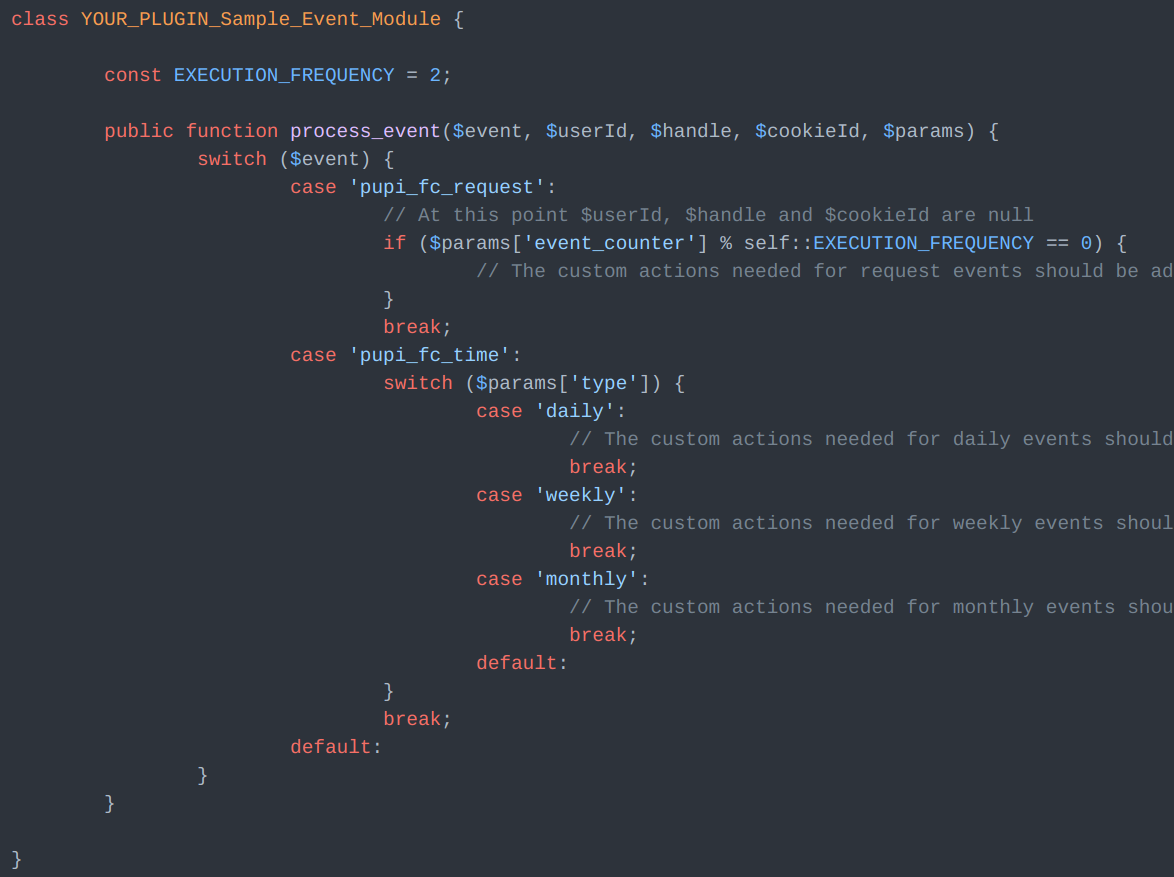 class YOUR_PLUGIN_Sample_Event_Module {
const EXECUTION_FREQUENCY = 2;
public function process_event($event, $userId, $handle, $cookieId, $params) {
switch ($event) {
case 'pupi_fc_request':
// At this point $userId, $handle and $cookieId are null
if ($params['event_counter'] % self::EXECUTION_FREQUENCY == 0) {
// The custom actions needed for request events should be ad
}
break;
case 'pupi_fc_time':
switch ($params['type']) {
case 'daily':
// The custom actions needed for daily events should
break;
case 'weekly':
// The custom actions needed for weekly events shoul
break;
case 'monthly':
// The custom actions needed for monthly events shou
break;
default:
}
break;
default:
}
}
}